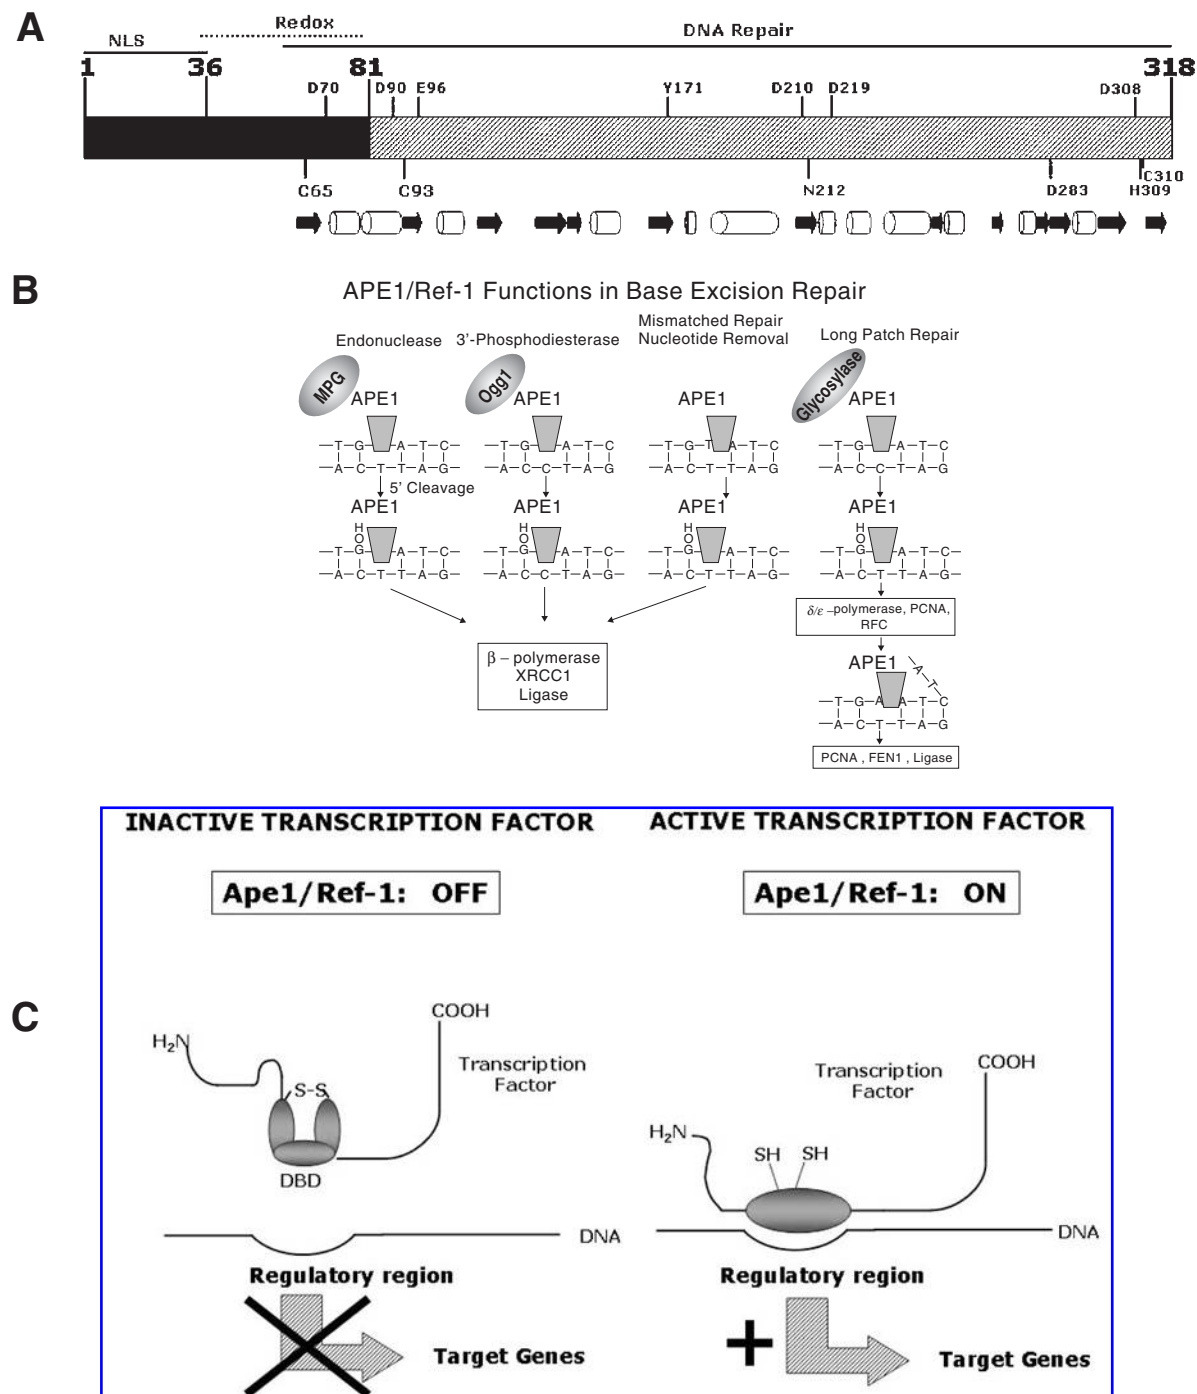 A
Redox
NLS
DNA Repair
1 36 81 318
D70 D90 E96 Y171 D210 D219 D308
C65 C93 N212 D283 H309 C310
B
APE1/Ref-1 Functions in Base Excision Repair
Endonuclease
3'-Phosphodiesterase
Mismatched Repair
Nucleotide Removal
Long Patch Repair
MPG
Ogg1
Glycosylase
APE1 APE1 APE1 APE1
T G A T C T G A T C T G T A T C T G A T C
A C T T A G A C C T A G A C T T A G A C C T A G
5' Cleavage
APE1 APE1 APE1 APE1
H H H H
O O O O
T G A T C T G A T C T G A T C T G A T C
A C T T A G A C C T A G A C T T A G A C T T A G
δ/ε –polymerase, PCNA,
RFC
β – polymerase
XRCC1
Ligase
APE1
A T
T G A A T C
A C T T A G
PCNA , FEN1 , Ligase
C
INACTIVE TRANSCRIPTION FACTOR
Ape1/Ref-1: OFF
H₂N
COOH
Transcription
Factor
S-S
DBD
DNA
Regulatory region
Target Genes
ACTIVE TRANSCRIPTION FACTOR
Ape1/Ref-1: ON
COOH
Transcription
Factor
H₂N
SH SH
DNA
Regulatory region
+
Target Genes